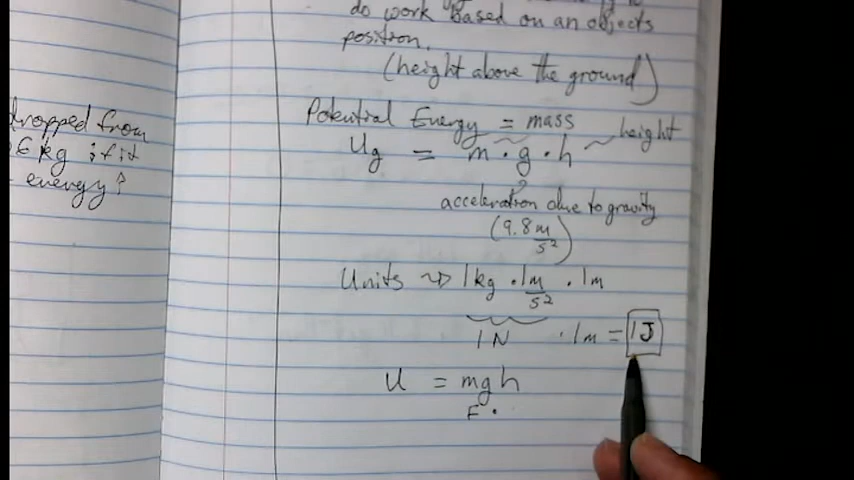 dropped from
6 kg if it
energy?
do work based on an objects
position.
(height above the ground)
Potential Energy = mass
height
Ug = m · g · h
acceleration due to gravity
(9.8 m/s²)
Units → 1kg · 1m/s² · 1m
1N · 1m = 1J
U = mgh
F ·